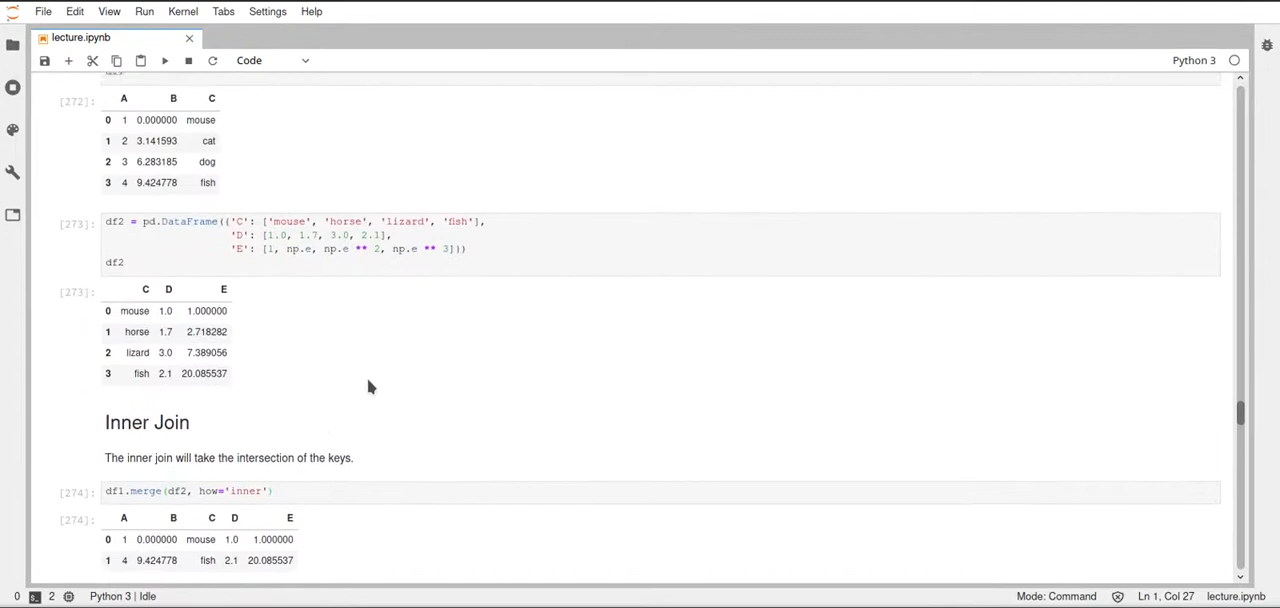 File Edit View Run Kernel Tabs Settings Help
lecture.ipynb
Code
Python 3
[272]:
A B C
0 1 0.000000 mouse
1 2 3.141593 cat
2 3 6.283185 dog
3 4 9.424778 fish
[273]: df2 = pd.DataFrame({'C': ['mouse', 'horse', 'lizard', 'fish'],
'D': [1.0, 1.7, 3.0, 2.1],
'E': [1, np.e, np.e ** 2, np.e ** 3]})
df2
[273]:
C D E
0 mouse 1.0 1.000000
1 horse 1.7 2.718282
2 lizard 3.0 7.389056
3 fish 2.1 20.085537
Inner Join
The inner join will take the intersection of the keys.
[274]: df1.merge(df2, how='inner')
[274]:
A B C D E
0 1 0.000000 mouse 1.0 1.000000
1 4 9.424778 fish 2.1 20.085537
0 2 Python 3 | Idle Mode: Command Ln 1, Col 27 lecture.ipynb